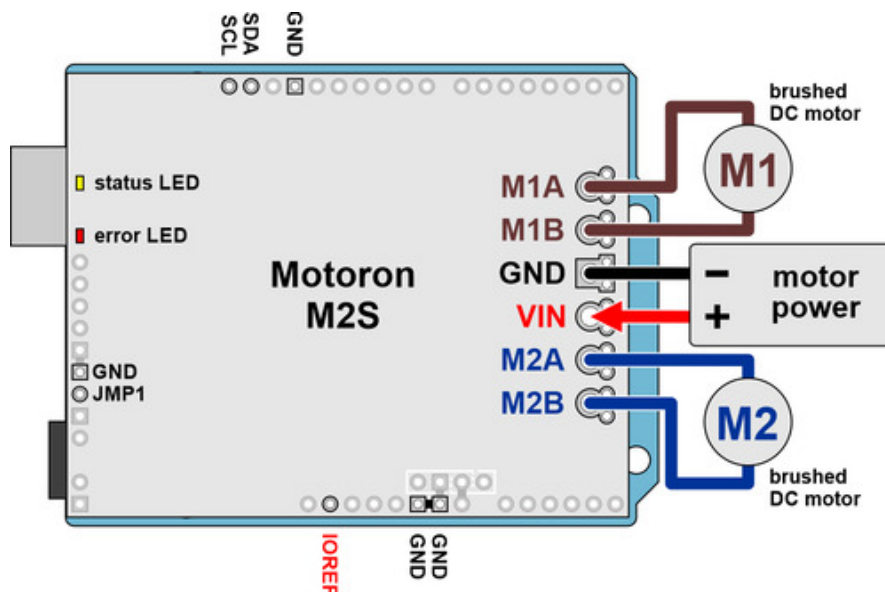 SCL
SDA
GND
brushed
DC motor
M1
status LED
M1A
error LED
M1B
Motoron
M2S
GND
−
motor
power
VIN
+
M2A
GND
JMP1
M2B
M2
brushed
DC motor
IOREF
GND
GND